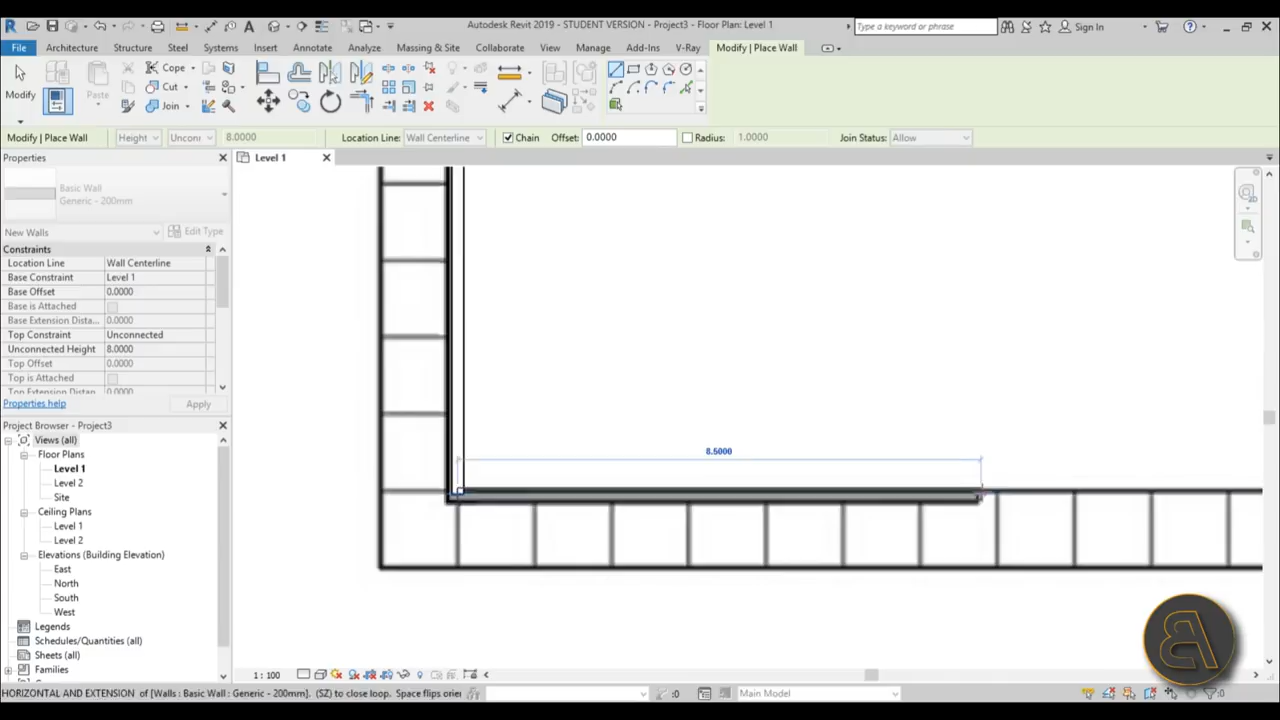 Autodesk Revit 2019 - STUDENT VERSION - Project3 - Floor Plan: Level 1
Type a keyword or phrase
Sign In
File Architecture Structure Steel Systems Insert Annotate Analyze Massing & Site Collaborate View Manage Add-Ins V-Ray Modify | Place Wall
Modify
Paste
Cope
Cut
Join
Modify | Place Wall Height Unconı 8.0000 Location Line: Wall Centerline Chain Offset: 0.0000 Radius: 1.0000 Join Status: Allow
Properties
Level 1
Basic Wall
Generic - 200mm
New Walls Edit Type
Constraints
Location Line Wall Centerline
Base Constraint Level 1
Base Offset 0.0000
Base is Attached
Base Extension Dista... 0.0000
Top Constraint Unconnected
Unconnected Height 8.0000
Top Offset 0.0000
Top is Attached
Top Extension Distan 0.0000
Properties help Apply
Project Browser - Project3
Views (all)
Floor Plans
Level 1
Level 2
Site
Ceiling Plans
Level 1
Level 2
Elevations (Building Elevation)
East
North
South
West
Legends
Schedules/Quantities (all)
Sheets (all)
Families
8.5000
1 : 100
HORIZONTAL AND EXTENSION of [Walls : Basic Wall : Generic - 200mm]. (SZ) to close loop. Space flips orier
:0
Main Model
:0